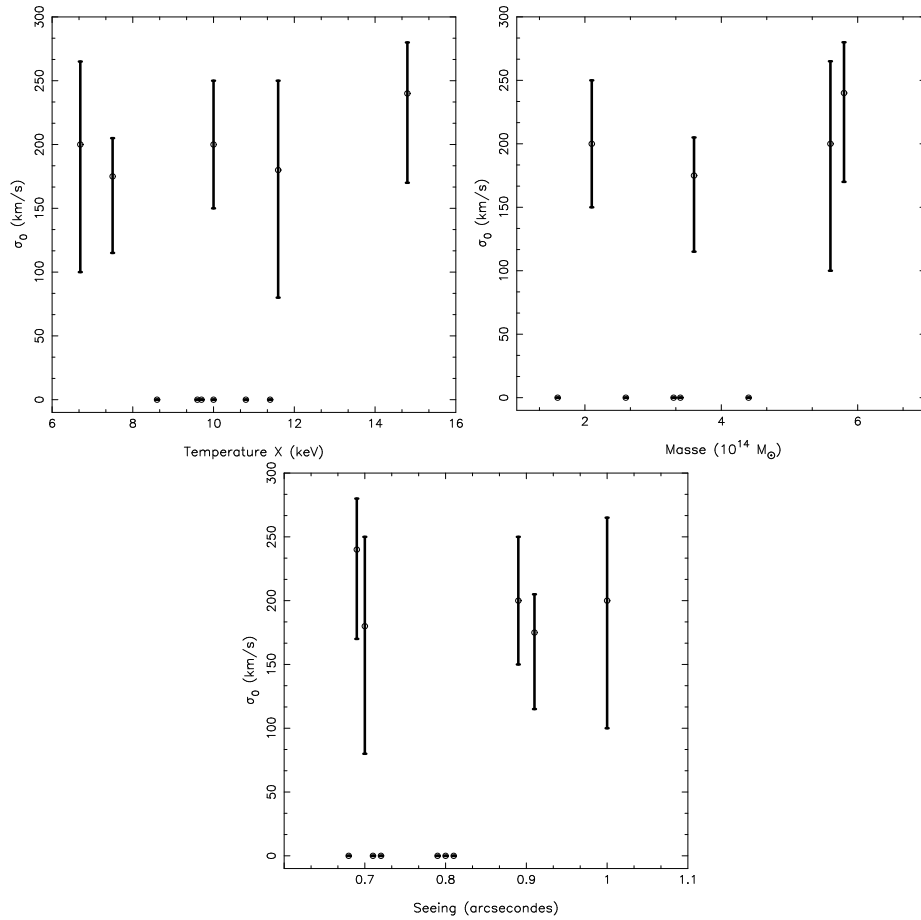 300
250
200
150
100
50
0
σ₀ (km/s)
6 8 10 12 14 16
Temperature X (keV)
300
250
200
150
100
50
0
σ₀ (km/s)
2 4 6
Masse (10¹⁴ M☉)
300
250
200
150
100
50
0
σ₀ (km/s)
0.7 0.8 0.9 1 1.1
Seeing (arcsecondes)